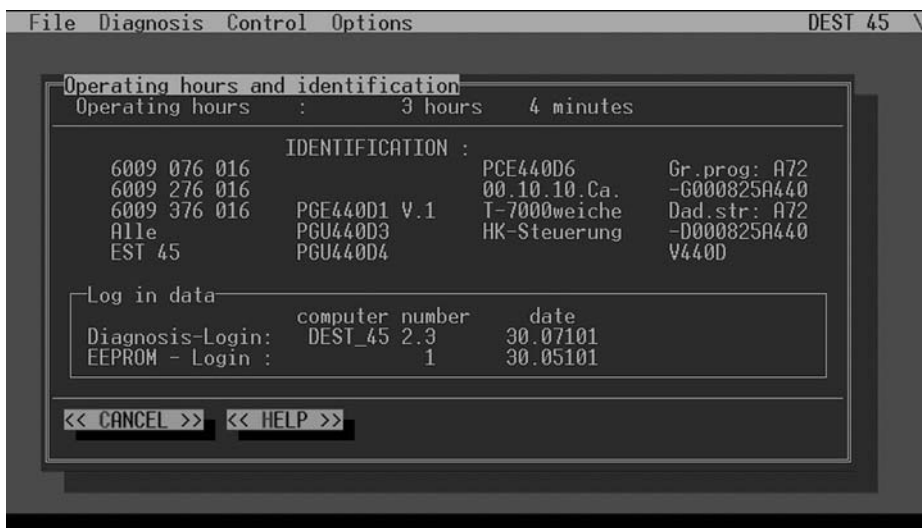 File Diagnosis Control Options DEST 45
Operating hours and identification
Operating hours : 3 hours 4 minutes
IDENTIFICATION :
6009 076 016 PCE440D6 Gr.prog: A72
6009 276 016 00.10.10.Ca. -G000825A440
6009 376 016 PGE440D1 V.1 T-7000weiche Dad.str: A72
Alle PGU440D3 HK-Steuerung -D000825A440
EST 45 PGU440D4 V440D
Log in data
computer number date
Diagnosis-Login: DEST_45 2.3 30.07101
EEPROM - Login : 1 30.05101
<< CANCEL >> << HELP >>